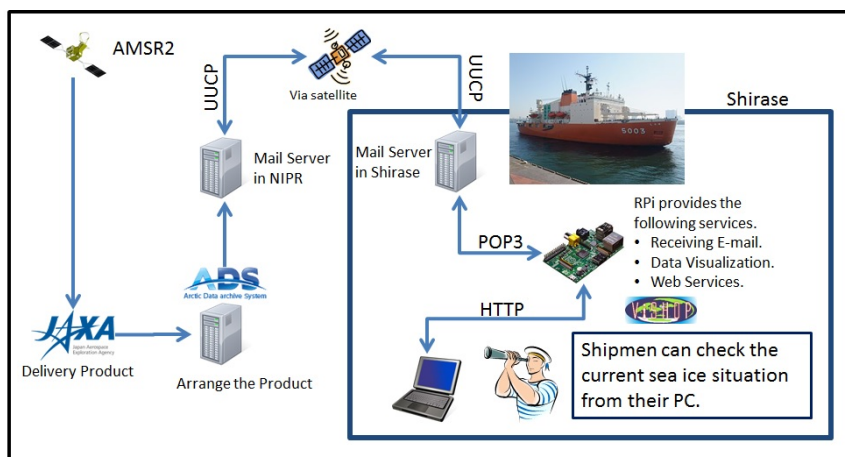 AMSR2
UUCP
Via satellite
UUCP
Shirase
5003
Mail Server
in NIPR
Mail Server
in Shirase
RPi provides the
following services.
• Receiving E-mail.
• Data Visualization.
• Web Services.
POP3
ADS
Arctic Data archive System
HTTP
JAXA
Japan Aerospace
Exploration Agency
Delivery Product
Arrange the Product
Shipmen can check the
current sea ice situation
from their PC.